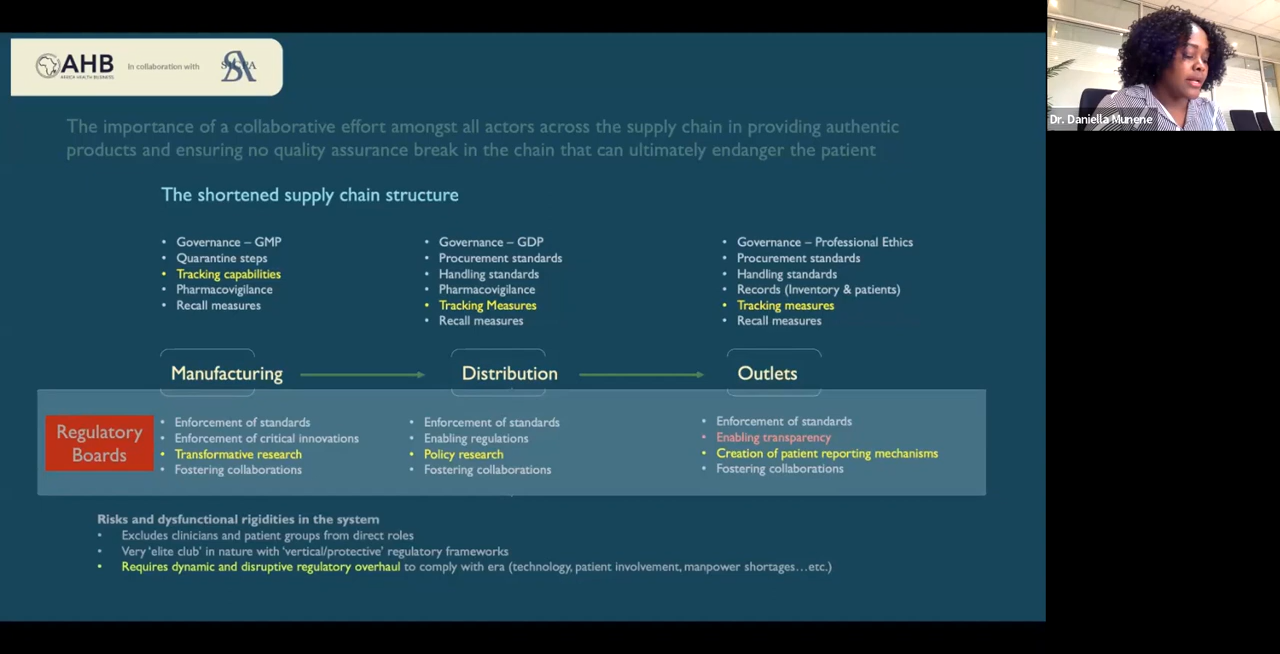 AHB
AFRICA HEALTH BUSINESS
In collaboration with
Dr. Daniella Munene
The importance of a collaborative effort amongst all actors across the supply chain in providing authentic
products and ensuring no quality assurance break in the chain that can ultimately endanger the patient
The shortened supply chain structure
• Governance – GMP
• Quarantine steps
• Tracking capabilities
• Pharmacovigilance
• Recall measures
• Governance – GDP
• Procurement standards
• Handling standards
• Pharmacovigilance
• Tracking Measures
• Recall measures
• Governance – Professional Ethics
• Procurement standards
• Handling standards
• Records (Inventory & patients)
• Tracking measures
• Recall measures
Manufacturing
Distribution
Outlets
Regulatory
Boards
• Enforcement of standards
• Enforcement of critical innovations
• Transformative research
• Fostering collaborations
• Enforcement of standards
• Enabling regulations
• Policy research
• Fostering collaborations
• Enforcement of standards
• Enabling transparency
• Creation of patient reporting mechanisms
• Fostering collaborations
Risks and dysfunctional rigidities in the system
• Excludes clinicians and patient groups from direct roles
• Very ‘elite club’ in nature with ‘vertical/protective’ regulatory frameworks
• Requires dynamic and disruptive regulatory overhaul to comply with era (technology, patient involvement, manpower shortages…etc.)